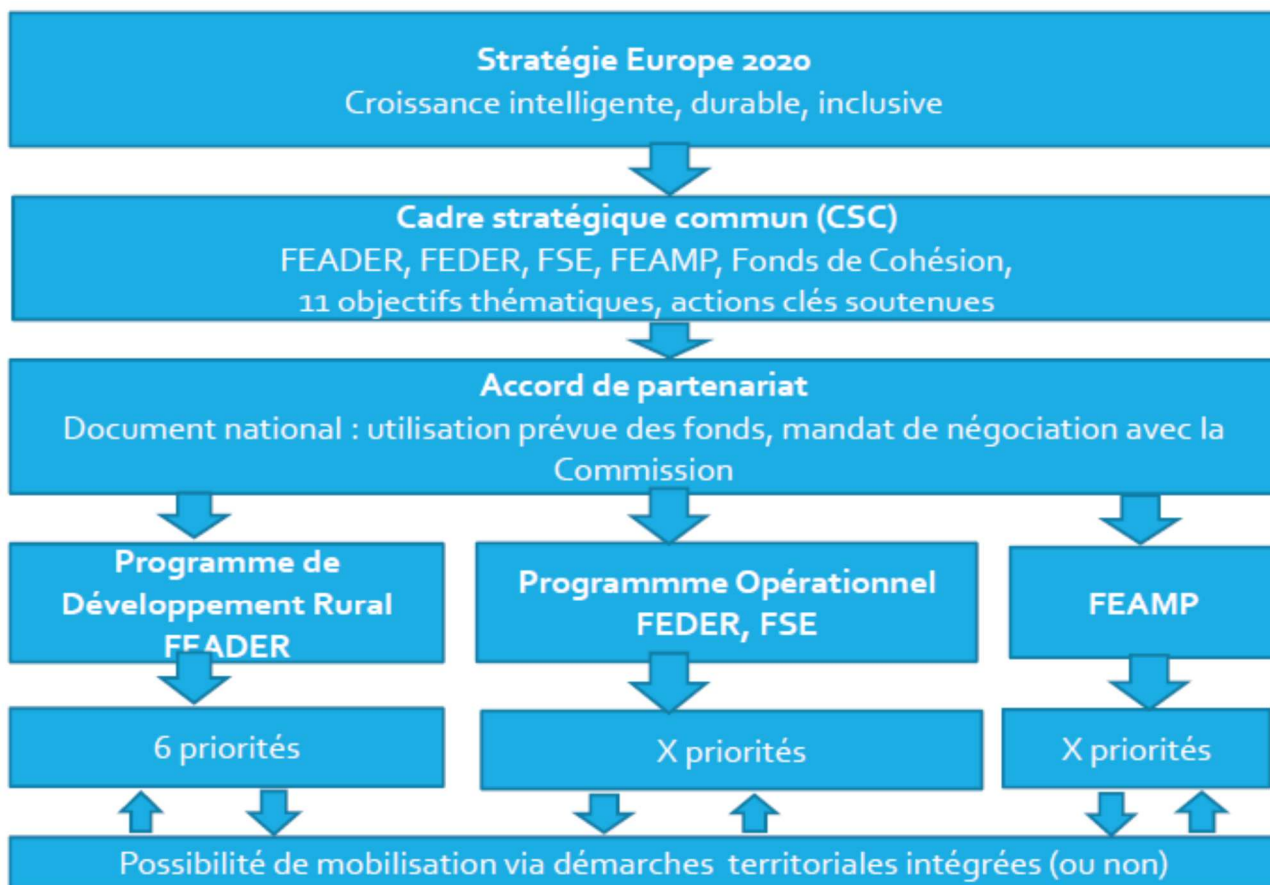 Stratégie Europe 2020
Croissance intelligente, durable, inclusive
Cadre stratégique commun (CSC)
FEADER, FEDER, FSE, FEAMP, Fonds de Cohésion,
11 objectifs thématiques, actions clés soutenues
Accord de partenariat
Document national : utilisation prévue des fonds, mandat de négociation avec la
Commission
Programme de
Développement Rural
FEADER
Programmme Opérationnel
FEDER, FSE
FEAMP
6 priorités
X priorités
X priorités
Possibilité de mobilisation via démarches territoriales intégrées (ou non)